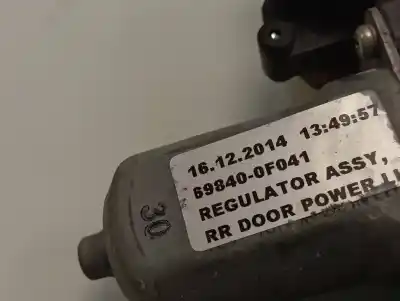 16.12.2014 13:49:57
69840-0F041
REGULATOR ASSY,
RR DOOR POWER
30